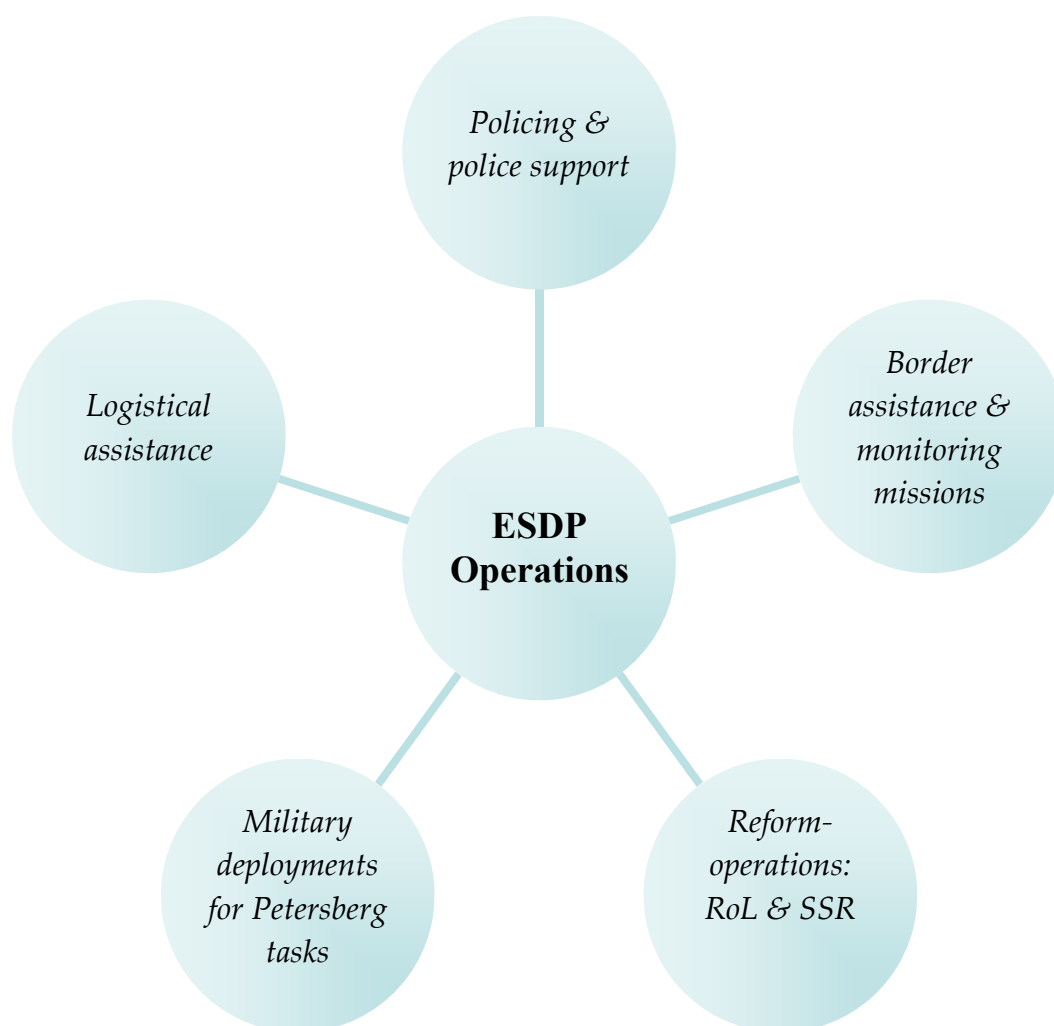 Policing &
police support
Logistical
assistance
Border
assistance &
monitoring
missions
ESDP
Operations
Military
deployments
for Petersberg
tasks
Reform-
operations:
RoL & SSR